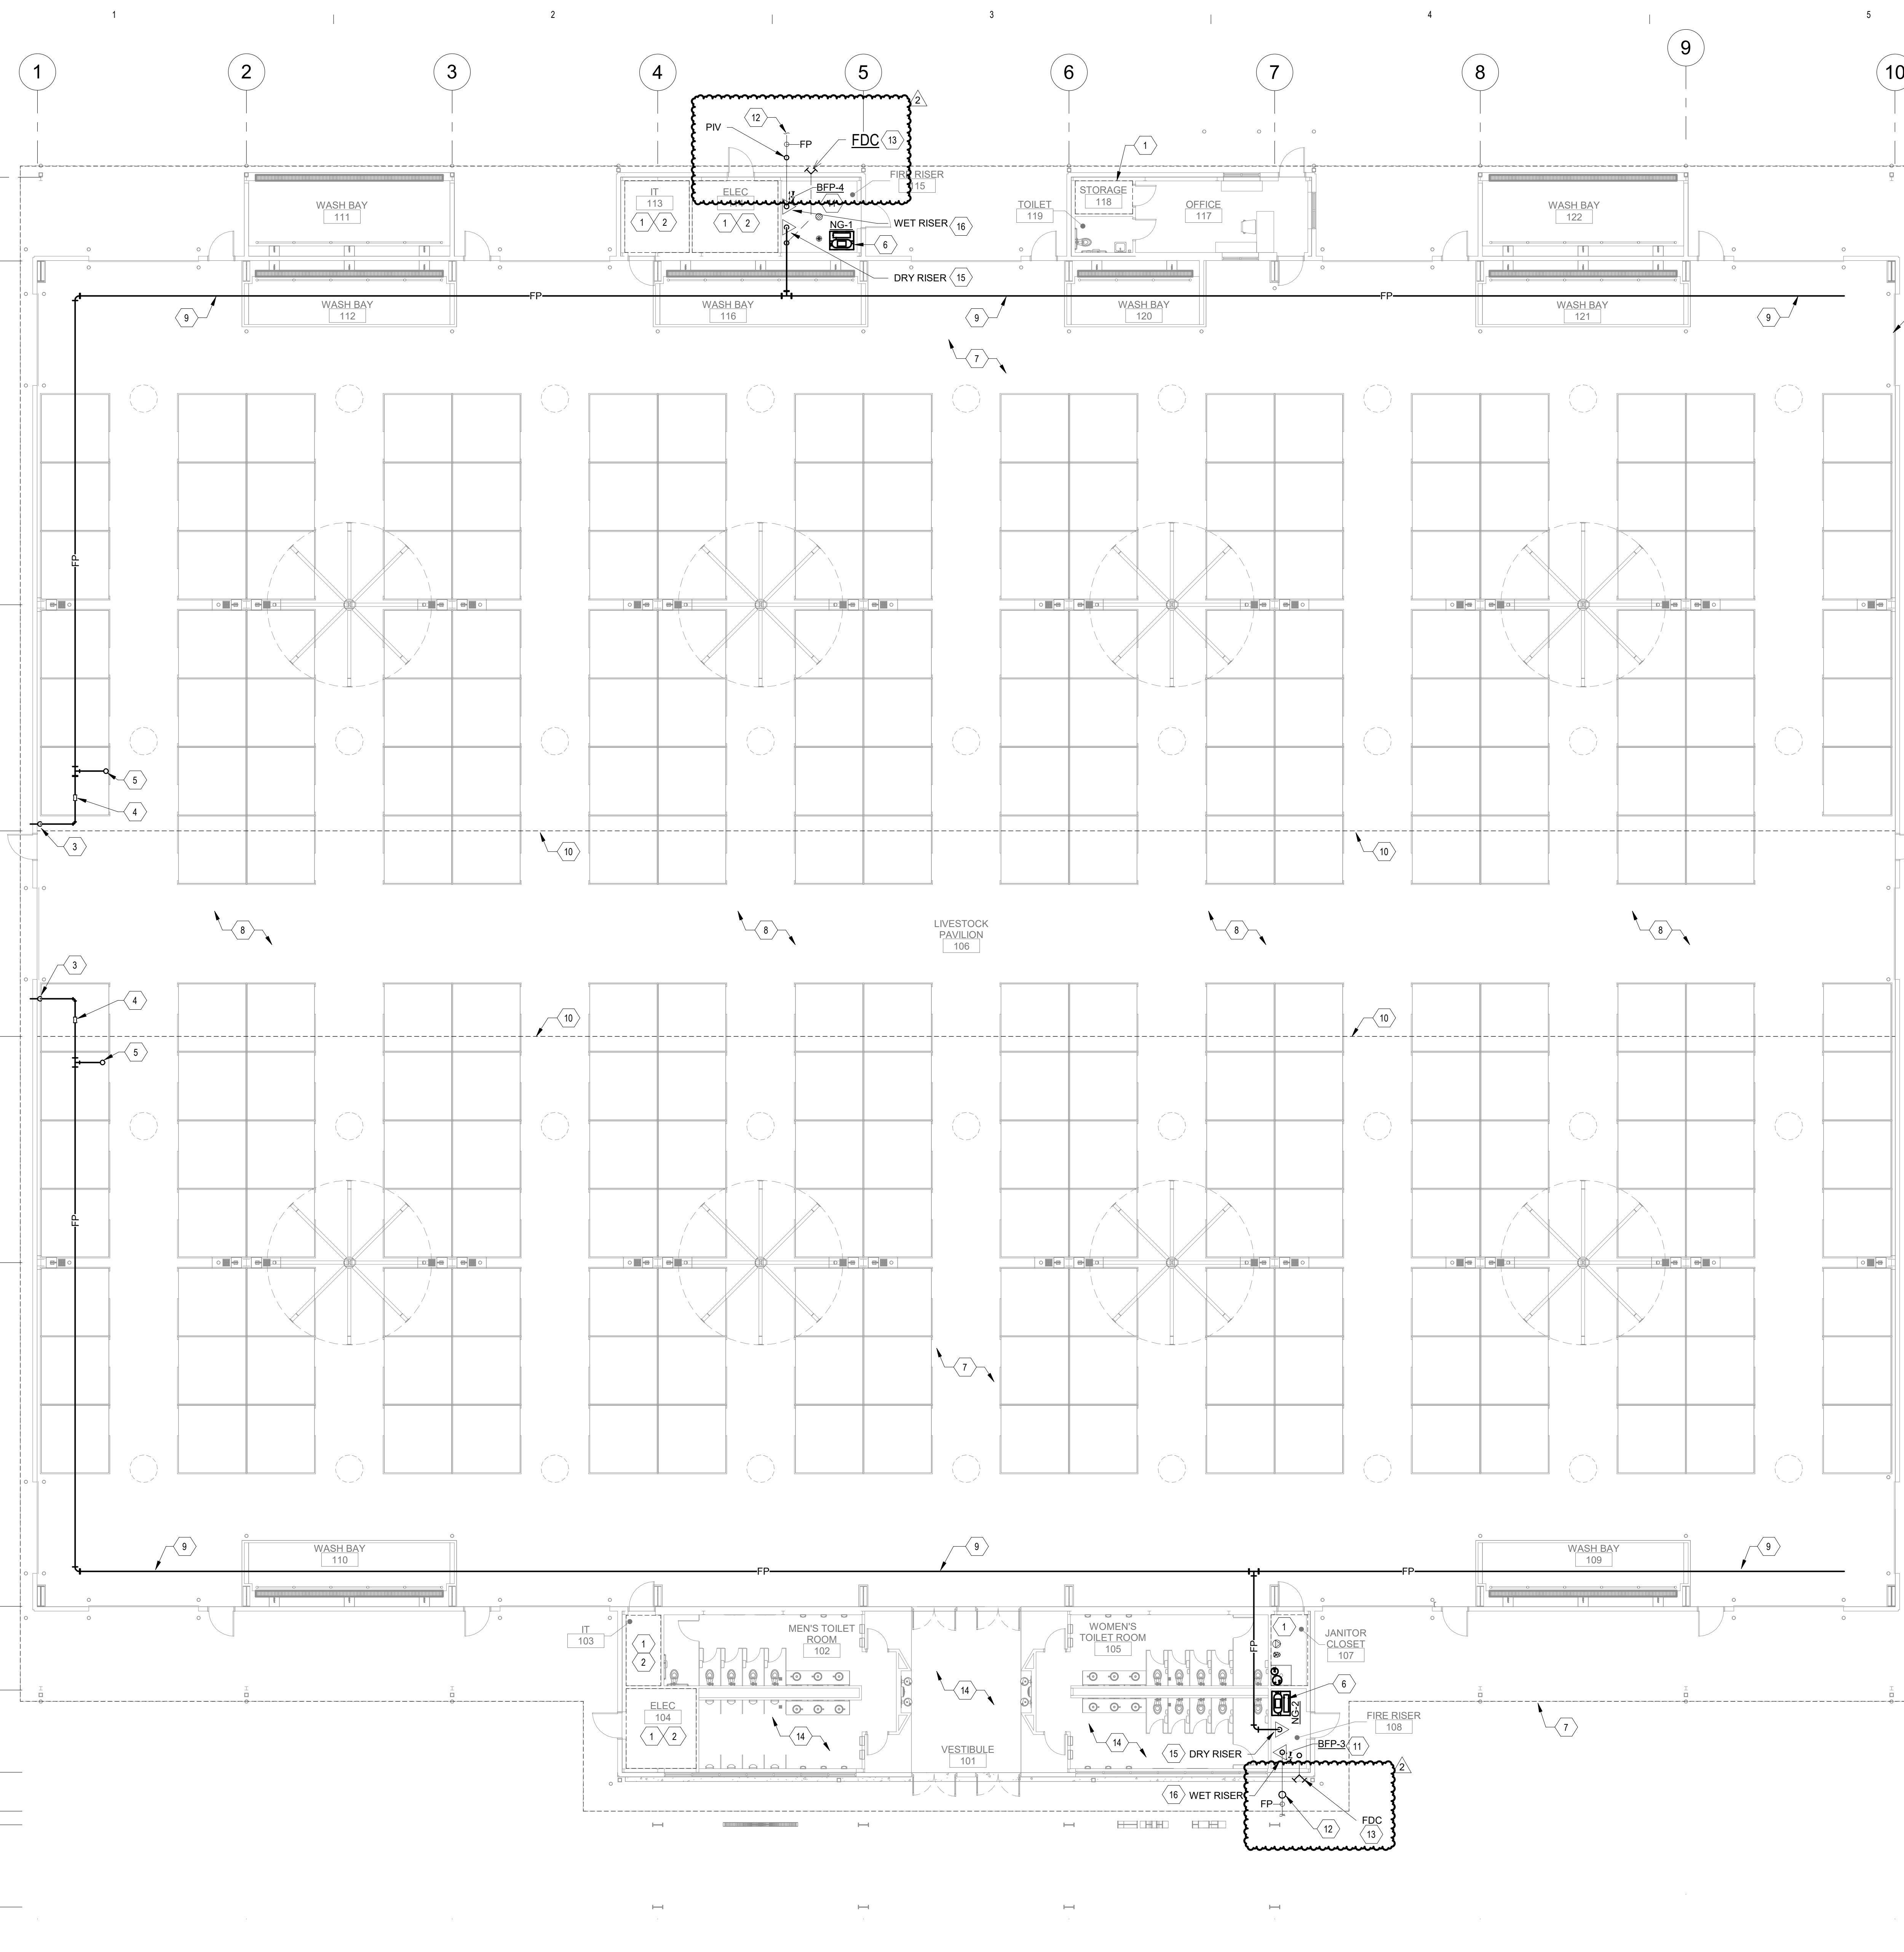 1
2
3
4
5
1
2
3
4
5
6
7
8
9
10
2
12
PIV
FP
FDC
13
1
FIRE RISER
115
BFP-4
IT
113
ELEC
1
2
1
2
WASH BAY
111
TOILET
119
STORAGE
118
OFFICE
117
WASH BAY
122
NG-1
WET RISER
16
6
DRY RISER
15
FP
FP
FP
WASH BAY
112
WASH BAY
116
WASH BAY
120
WASH BAY
121
9
9
9
7
FP
5
4
3
10
10
8
8
8
8
LIVESTOCK
PAVILION
106
3
4
10
10
5
FP
7
9
9
9
WASH BAY
110
WASH BAY
109
FP
FP
IT
103
1
2
MEN'S TOILET
ROOM
102
WOMEN'S
TOILET ROOM
105
FP
1
JANITOR
CLOSET
107
6
NG-2
14
ELEC
104
1
2
14
14
FIRE RISER
108
7
VESTIBULE
101
15
DRY RISER
BFP-3
11
2
16
WET RISER
FP
12
FDC
13